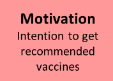 Motivation
Intention to get
recommended
vaccines